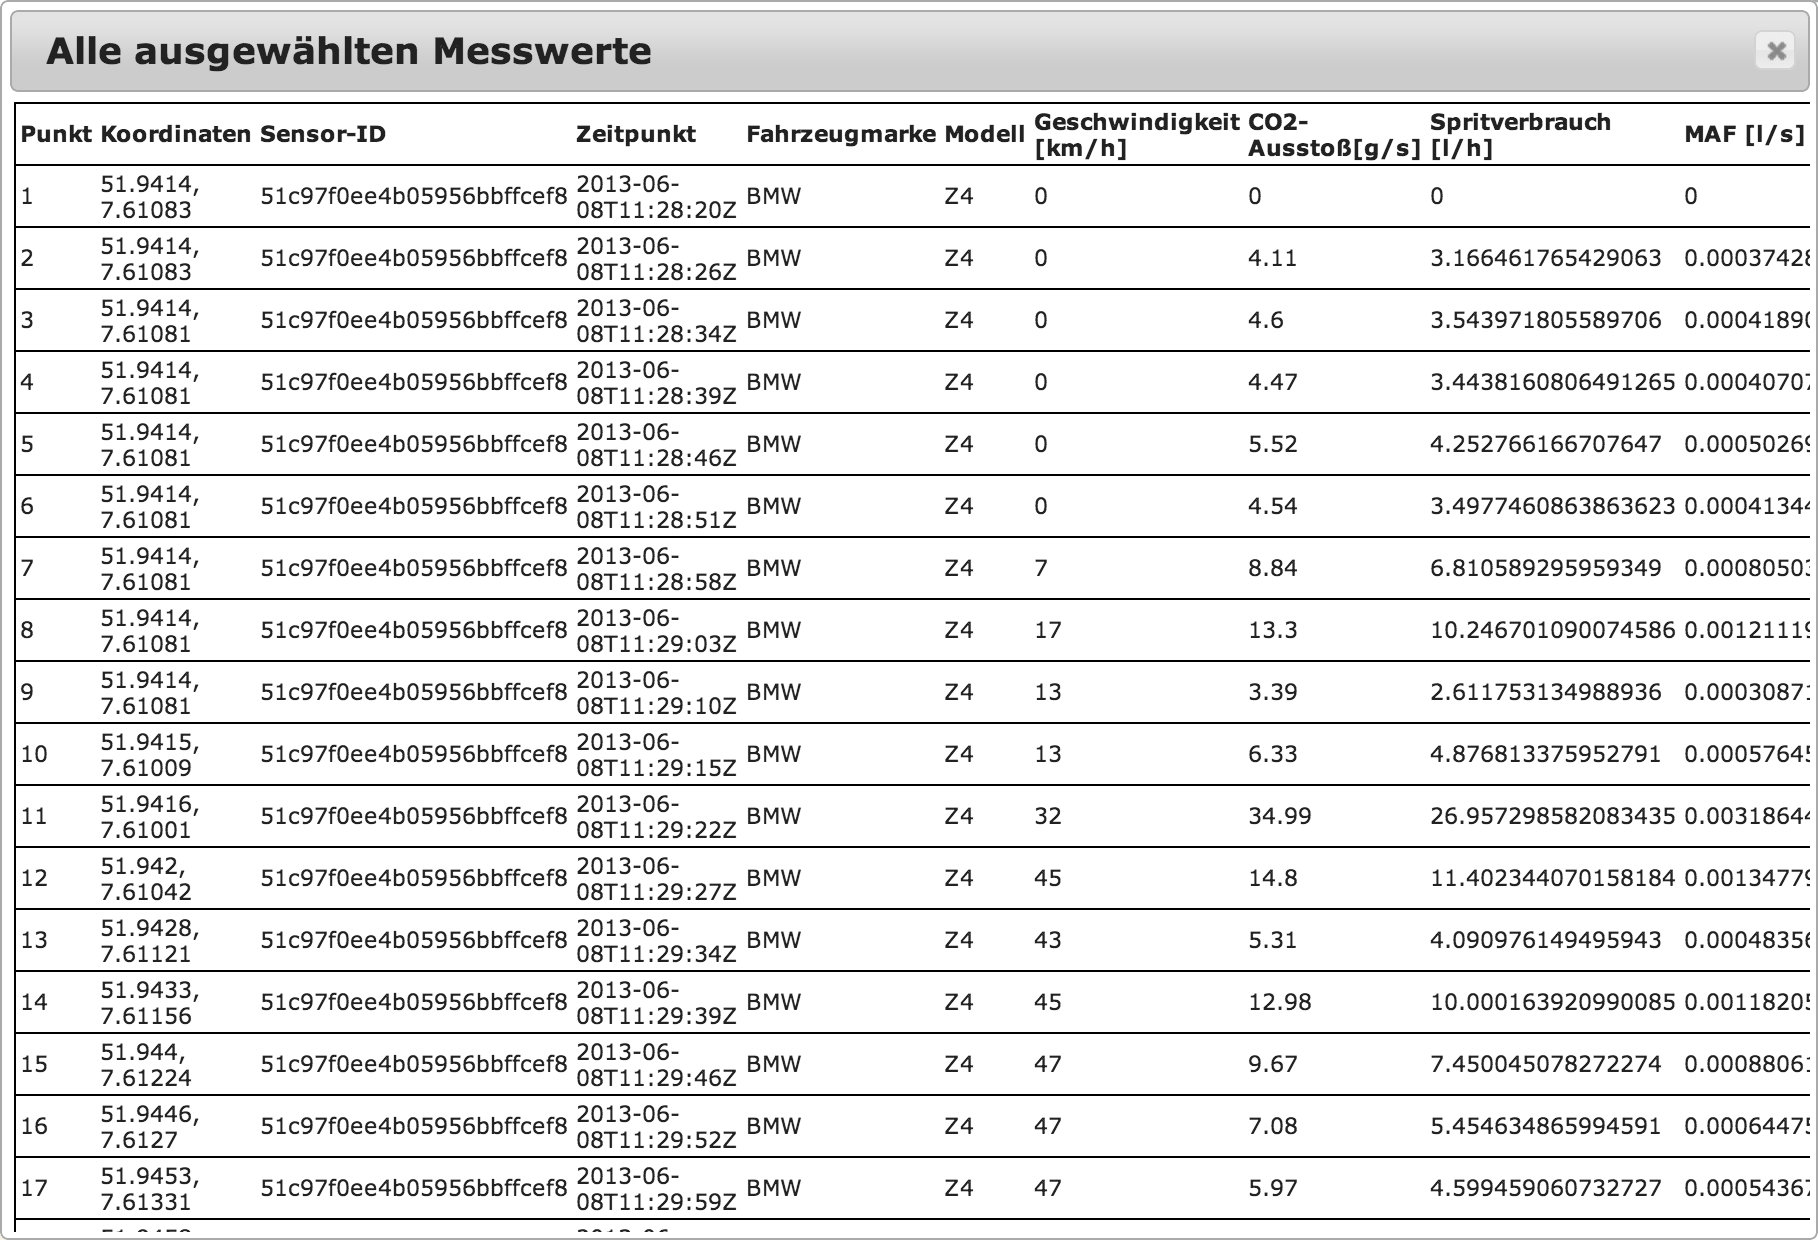 Alle ausgewählten Messwerte
Punkt Koordinaten Sensor-ID Zeitpunkt Fahrzeugmarke Modell Geschwindigkeit [km/h] CO2-Ausstoß[g/s] Spritverbrauch [l/h] MAF [l/s]
1 51.9414, 7.61083 51c97f0ee4b05956bbffcef8 2013-06-08T11:28:20Z BMW Z4 0 0 0 0
2 51.9414, 7.61083 51c97f0ee4b05956bbffcef8 2013-06-08T11:28:26Z BMW Z4 0 4.11 3.166461765429063 0.0003742
3 51.9414, 7.61081 51c97f0ee4b05956bbffcef8 2013-06-08T11:28:34Z BMW Z4 0 4.6 3.543971805589706 0.0004189
4 51.9414, 7.61081 51c97f0ee4b05956bbffcef8 2013-06-08T11:28:39Z BMW Z4 0 4.47 3.4438160806491265 0.0004070
5 51.9414, 7.61081 51c97f0ee4b05956bbffcef8 2013-06-08T11:28:46Z BMW Z4 0 5.52 4.252766166707647 0.0005026
6 51.9414, 7.61081 51c97f0ee4b05956bbffcef8 2013-06-08T11:28:51Z BMW Z4 0 4.54 3.4977460863863623 0.0004134
7 51.9414, 7.61081 51c97f0ee4b05956bbffcef8 2013-06-08T11:28:58Z BMW Z4 7 8.84 6.810589295959349 0.0008050
8 51.9414, 7.61081 51c97f0ee4b05956bbffcef8 2013-06-08T11:29:03Z BMW Z4 17 13.3 10.246701090074586 0.0012111
9 51.9414, 7.61081 51c97f0ee4b05956bbffcef8 2013-06-08T11:29:10Z BMW Z4 13 3.39 2.611753134988936 0.0003087
10 51.9415, 7.61009 51c97f0ee4b05956bbffcef8 2013-06-08T11:29:15Z BMW Z4 13 6.33 4.876813375952791 0.0005764
11 51.9416, 7.61001 51c97f0ee4b05956bbffcef8 2013-06-08T11:29:22Z BMW Z4 32 34.99 26.957298582083435 0.0031864
12 51.942, 7.61042 51c97f0ee4b05956bbffcef8 2013-06-08T11:29:27Z BMW Z4 45 14.8 11.402344070158184 0.0013477
13 51.9428, 7.61121 51c97f0ee4b05956bbffcef8 2013-06-08T11:29:34Z BMW Z4 43 5.31 4.090976149495943 0.0004835
14 51.9433, 7.61156 51c97f0ee4b05956bbffcef8 2013-06-08T11:29:39Z BMW Z4 45 12.98 10.000163920990085 0.0011820
15 51.944, 7.61224 51c97f0ee4b05956bbffcef8 2013-06-08T11:29:46Z BMW Z4 47 9.67 7.450045078272274 0.0008806
16 51.9446, 7.6127 51c97f0ee4b05956bbffcef8 2013-06-08T11:29:52Z BMW Z4 47 7.08 5.454634865994591 0.0006447
17 51.9453, 7.61331 51c97f0ee4b05956bbffcef8 2013-06-08T11:29:59Z BMW Z4 47 5.97 4.599459060732727 0.0005436